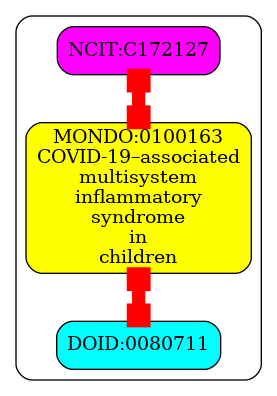 NCIT:C172127
MONDO:0100163
COVID-19–associated
multisystem
inflammatory
syndrome
in
children
DOID:0080711